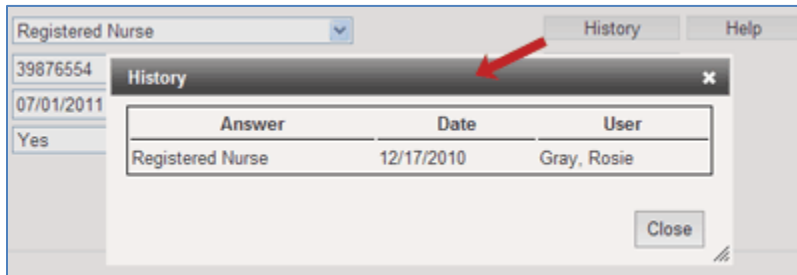 Registered Nurse History Help
39876554
History
07/01/2011
Answer Date User
Yes
Registered Nurse 12/17/2010 Gray, Rosie
Close